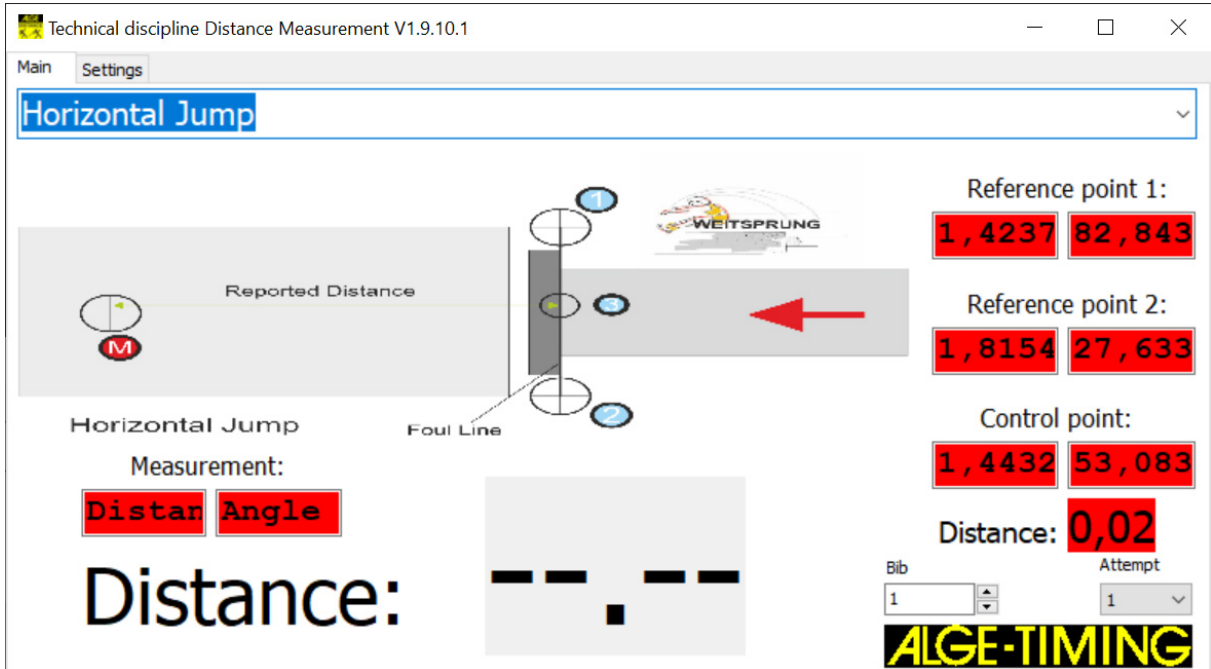 Technical discipline Distance Measurement V1.9.10.1
Main Settings
Horizontal Jump
1
WEITSPRUNG
Reported Distance
3
M
2
Horizontal Jump
Foul Line
Reference point 1:
1,4237 82,843
Reference point 2:
1,8154 27,633
Control point:
1,4432 53,083
Distance: 0,02
Measurement:
Distan Angle
Distance: --.--
Bib Attempt
1 1
ALGE-TIMING